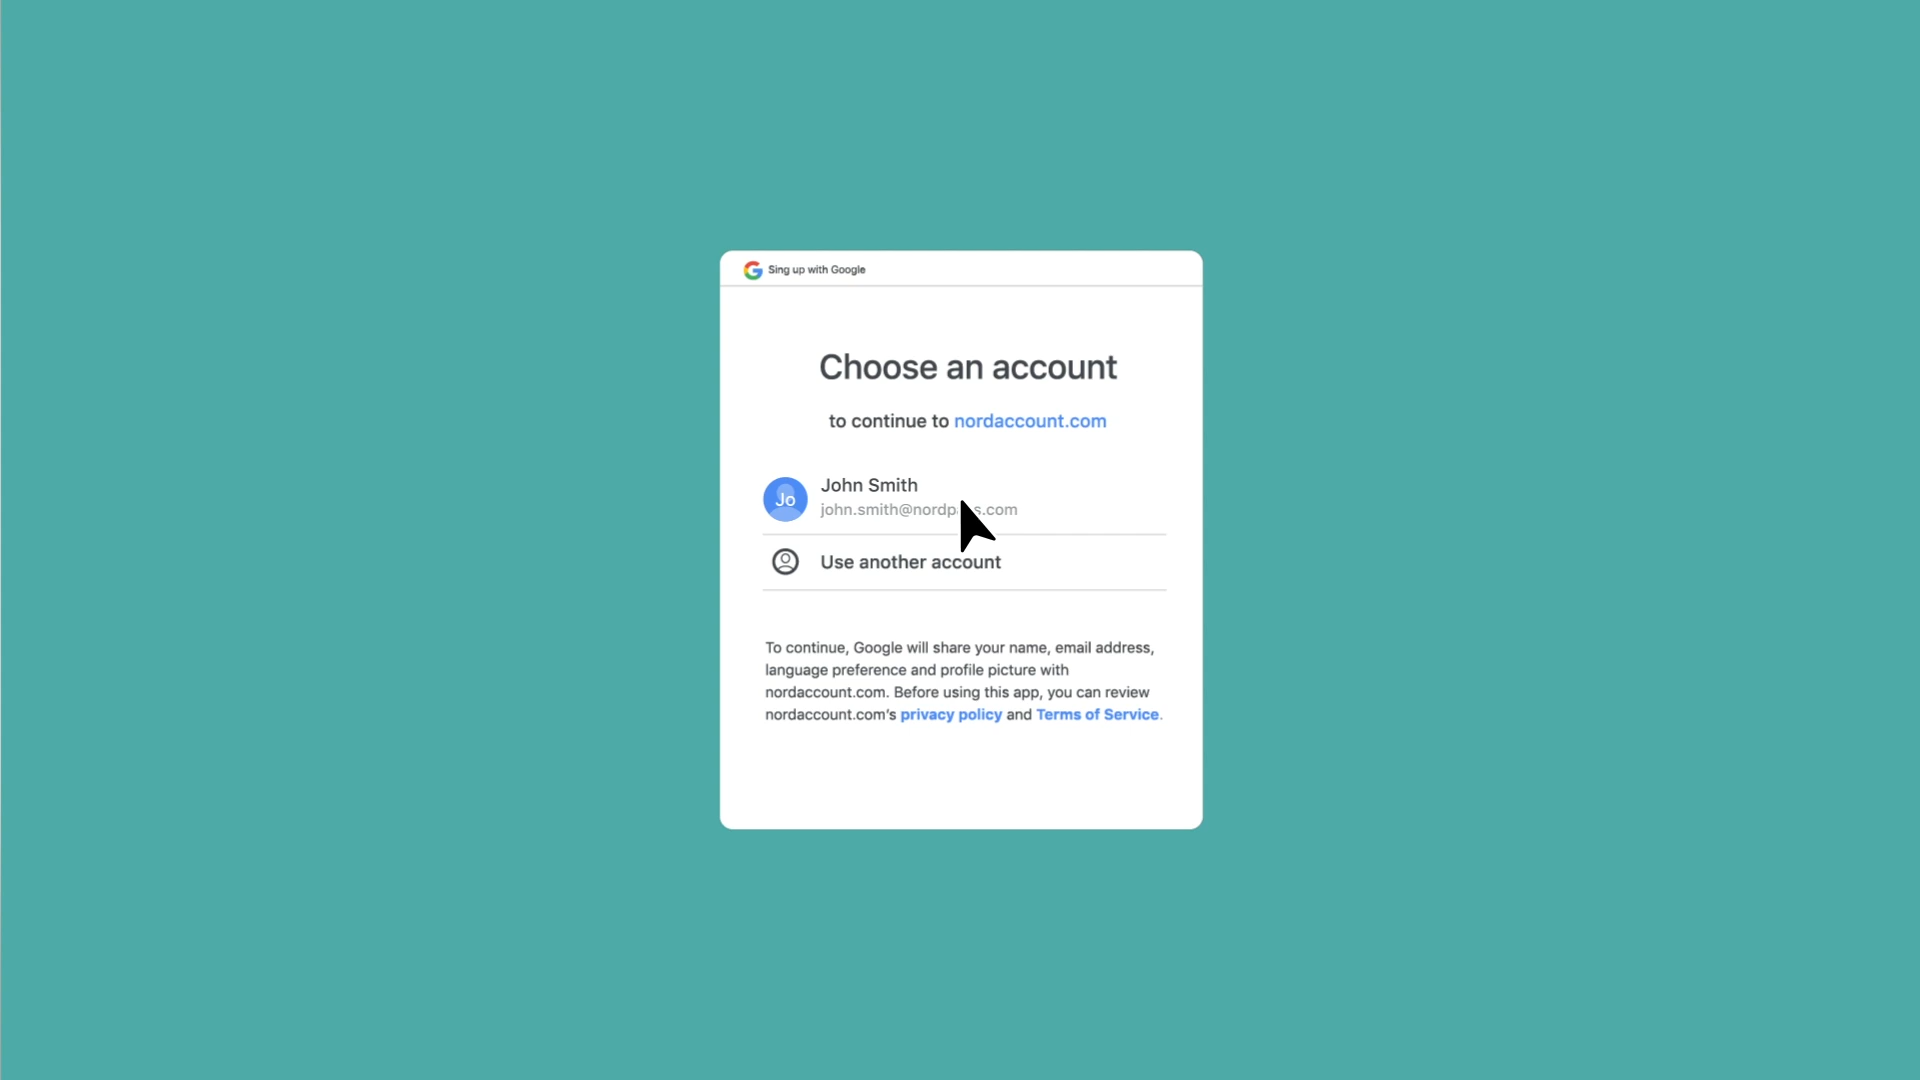 Sing up with Google
Choose an account
to continue to nordaccount.com
Jo
John Smith
Use another account
To continue, Google will share your name, email address,
language preference and profile picture with
nordaccount.com. Before using this app, you can review
nordaccount.com's privacy policy and Terms of Service.